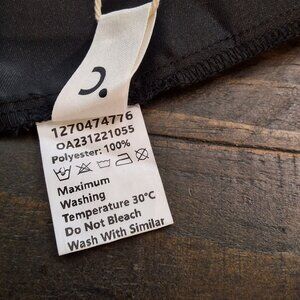 1270474776
OA231221055
Polyester: 100%
Maximum
Washing
Temperature 30°C
Do Not Bleach
Wash With Similar